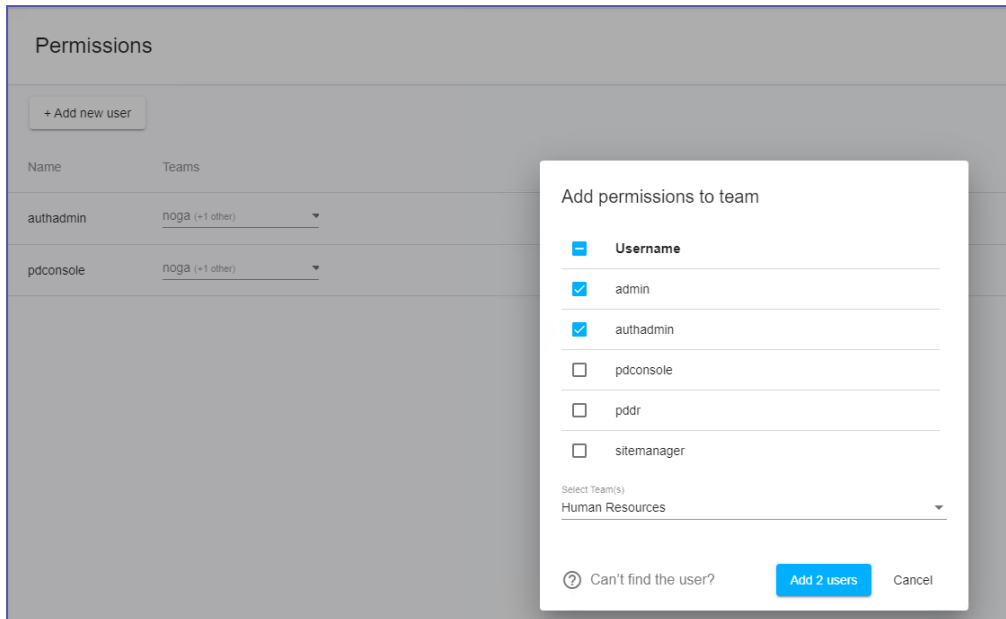 Permissions
+ Add new user
Name Teams
authadmin noga (+1 other)
pdconsole noga (+1 other)
Add permissions to team
Username
admin
authadmin
pdconsole
pddr
sitemanager
Select Team(s)
Human Resources
Can't find the user? Add 2 users Cancel